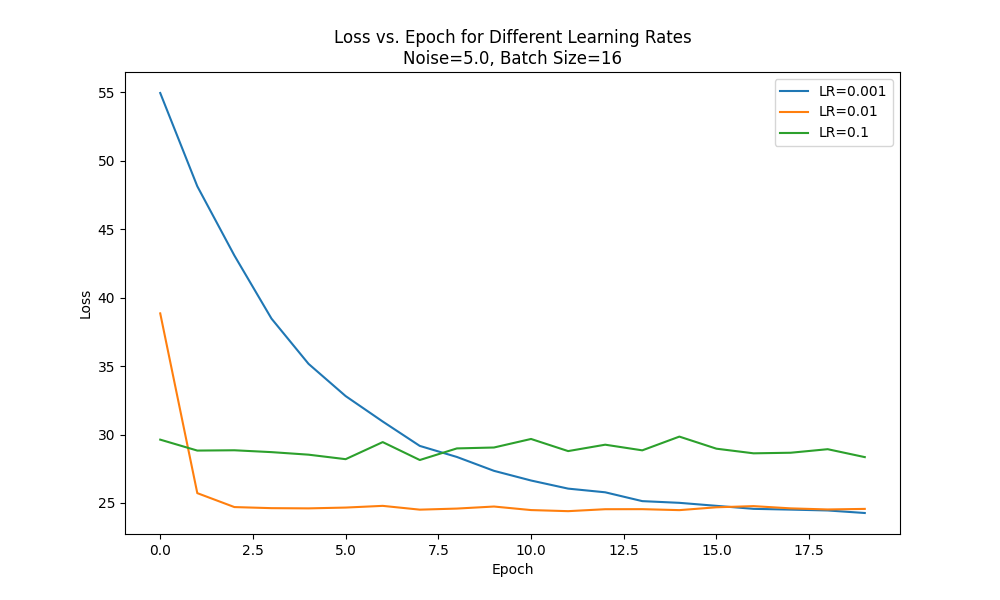 Loss vs. Epoch for Different Learning Rates
Noise=5.0, Batch Size=16
LR=0.001
LR=0.01
LR=0.1
55
50
45
40
35
30
25
Loss
0.0
2.5
5.0
7.5
10.0
12.5
15.0
17.5
Epoch